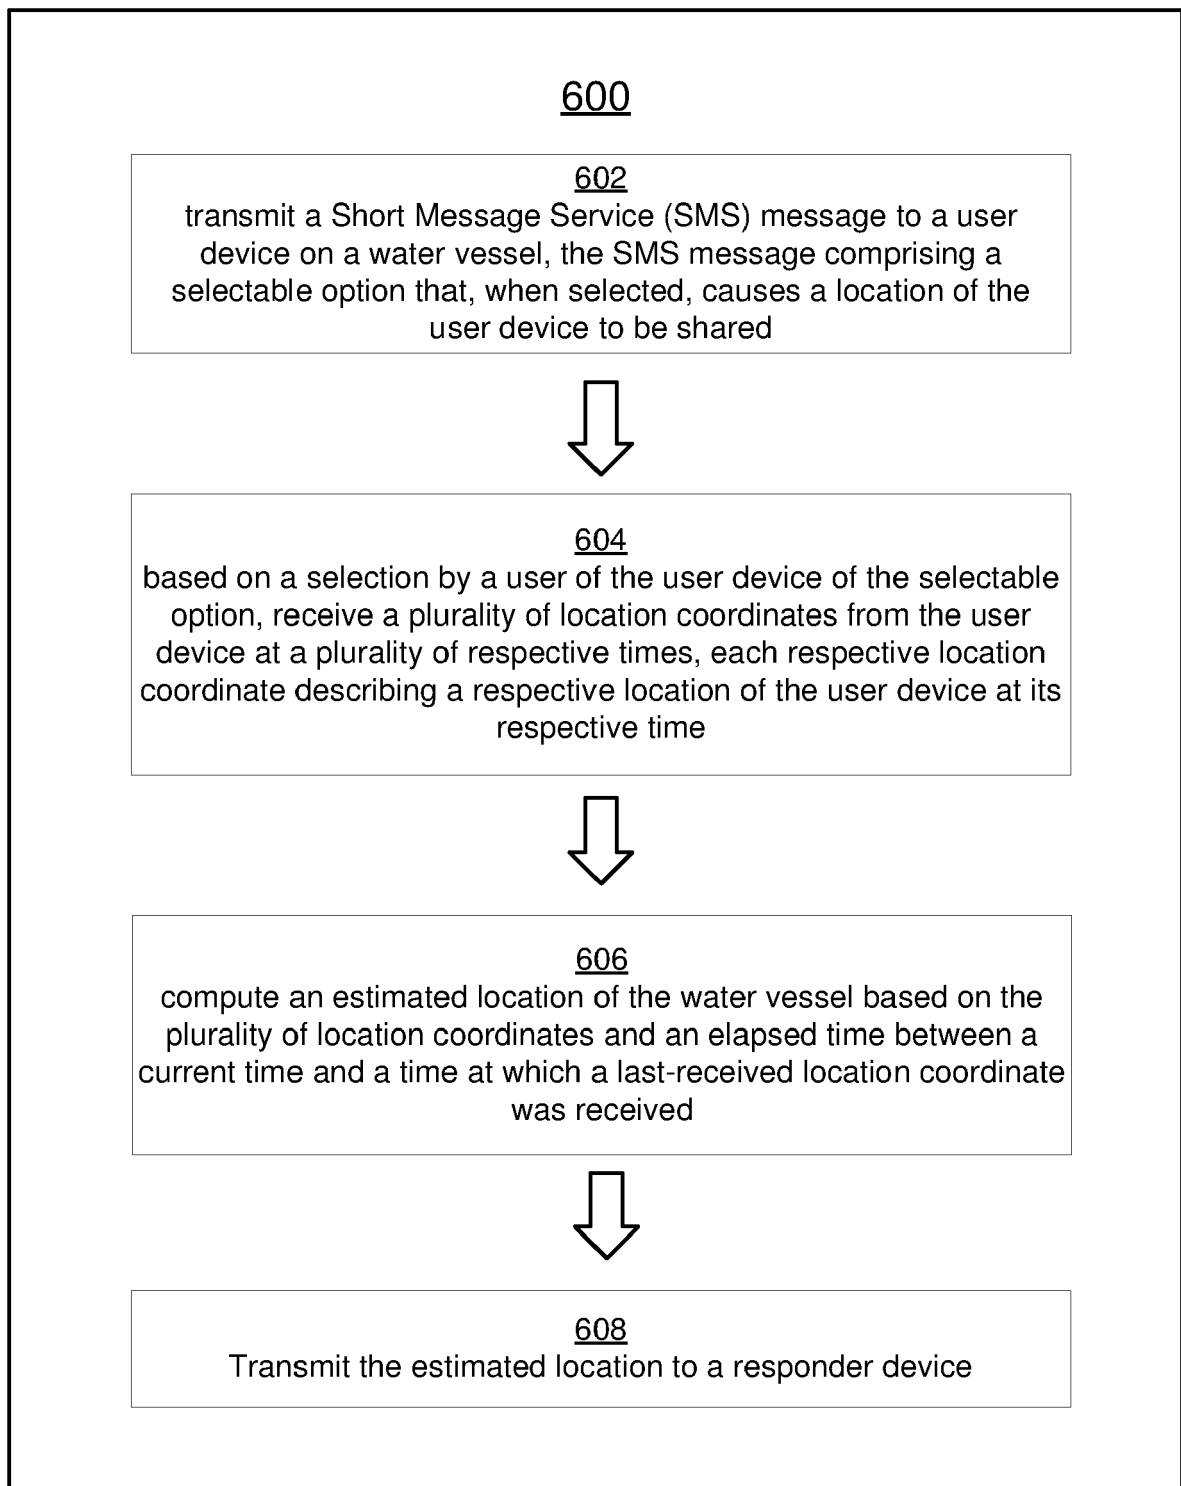 600
602
transmit a Short Message Service (SMS) message to a user
device on a water vessel, the SMS message comprising a
selectable option that, when selected, causes a location of the
user device to be shared
604
based on a selection by a user of the user device of the selectable
option, receive a plurality of location coordinates from the user
device at a plurality of respective times, each respective location
coordinate describing a respective location of the user device at its
respective time
606
compute an estimated location of the water vessel based on the
plurality of location coordinates and an elapsed time between a
current time and a time at which a last-received location coordinate
was received
608
Transmit the estimated location to a responder device